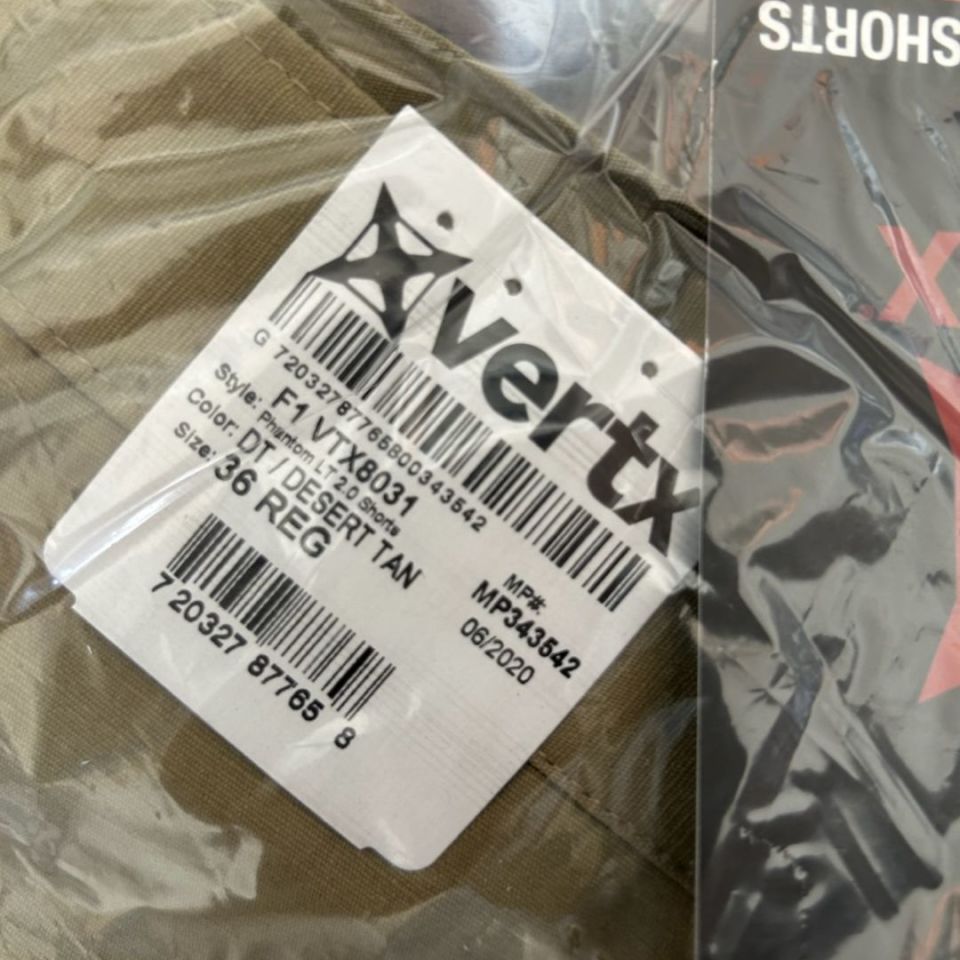 vertx
G 720327877658003435 42
Style: F1 VTX8031
Phantom LT 2.0 Shorts
Color: DT / DESERT TAN
Size: 36 REG
MP#:
MP343542
06/2020
7 20327 87765 8
SHORTS
X